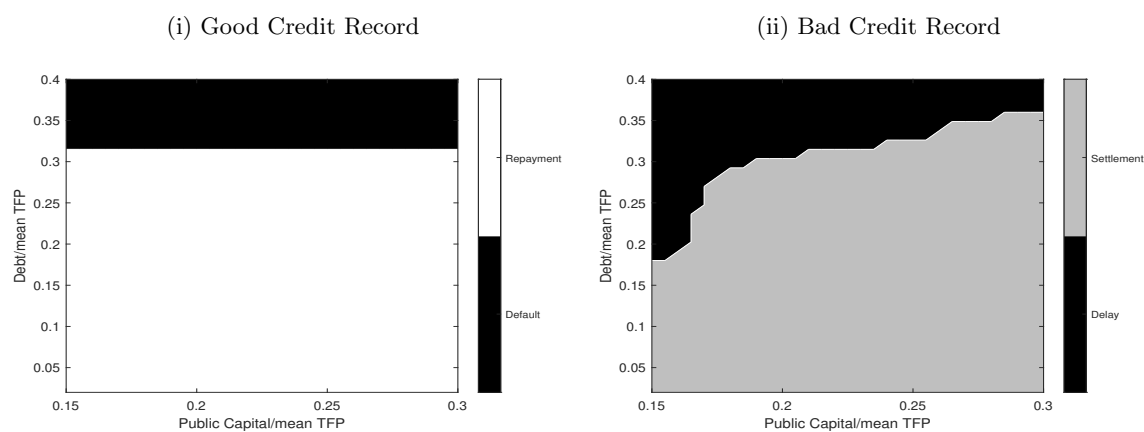 (i) Good Credit Record
0.4
0.35
0.3
0.25
0.2
0.15
0.1
0.05
Debt/mean TFP
0.15 0.2 0.25 0.3
Public Capital/mean TFP
Repayment
Default
(ii) Bad Credit Record
0.4
0.35
0.3
0.25
0.2
0.15
0.1
0.05
Debt/mean TFP
0.15 0.2 0.25 0.3
Public Capital/mean TFP
Settlement
Delay